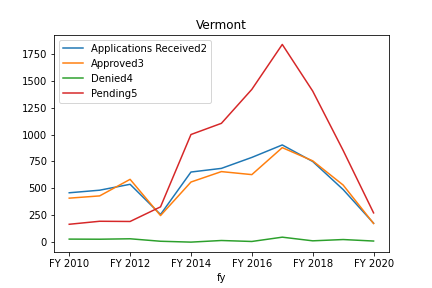 Vermont
Applications Received2
Approved3
Denied4
Pending5
1750
1500
1250
1000
750
500
250
0
FY 2010 FY 2012 FY 2014 FY 2016 FY 2018 FY 2020
fy